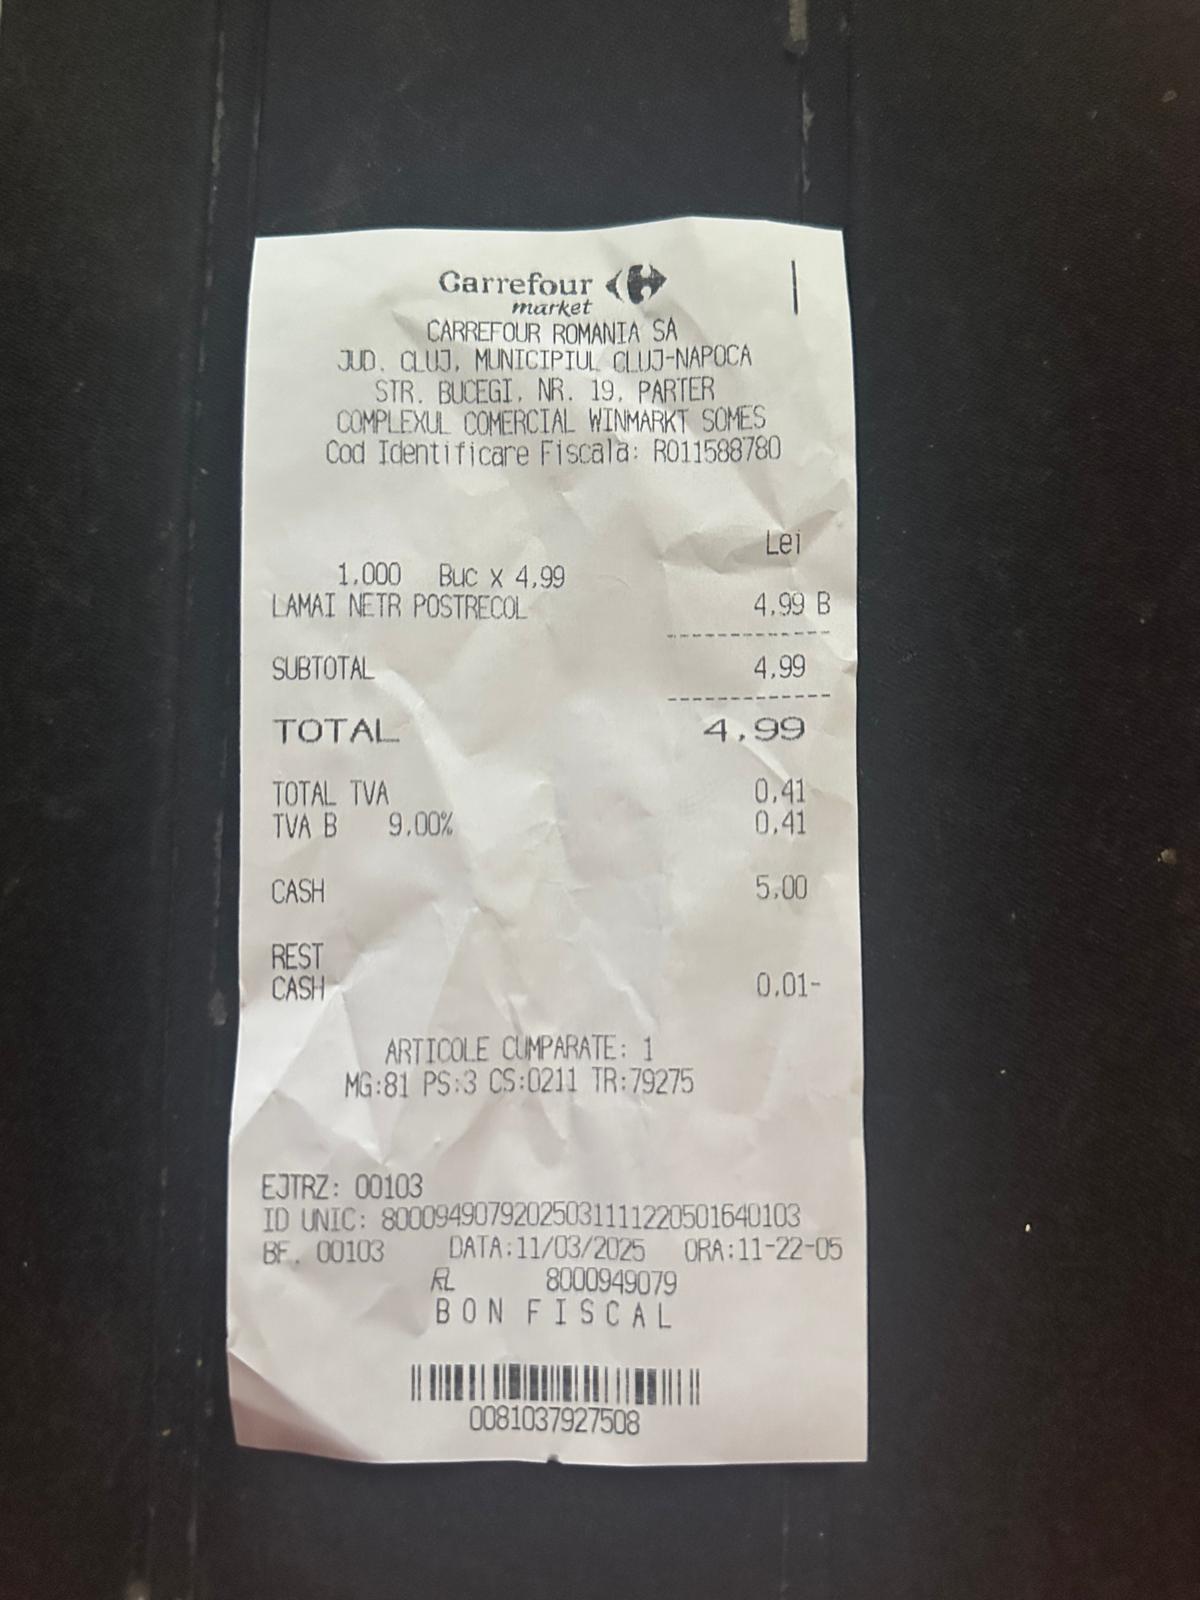 Carrefour
market
CARREFOUR ROMANIA SA
JUD. CLUJ, MUNICIPIUL CLUJ-NAPOCA
STR. BUCEGI, NR. 19, PARTER
COMPLEXUL COMERCIAL WINMARKT SOMES
Cod Identificare Fiscala: RO11588780
Lei
1,000 Buc x 4,99
LAMAI NETR POSTRECOL 4,99 B
SUBTOTAL 4,99
TOTAL 4,99
TOTAL TVA 0,41
TVA B 9,00% 0,41
CASH 5,00
REST
CASH 0,01-
ARTICOLE CUMPARATE: 1
MG:81 PS:3 CS:0211 TR:79275
EJTRZ: 00103
ID UNIC: 80009490792025031111220501640103
BF. 00103 DATA:11/03/2025 ORA:11-22-05
RL 8000949079
BON FISCAL
0081037927508